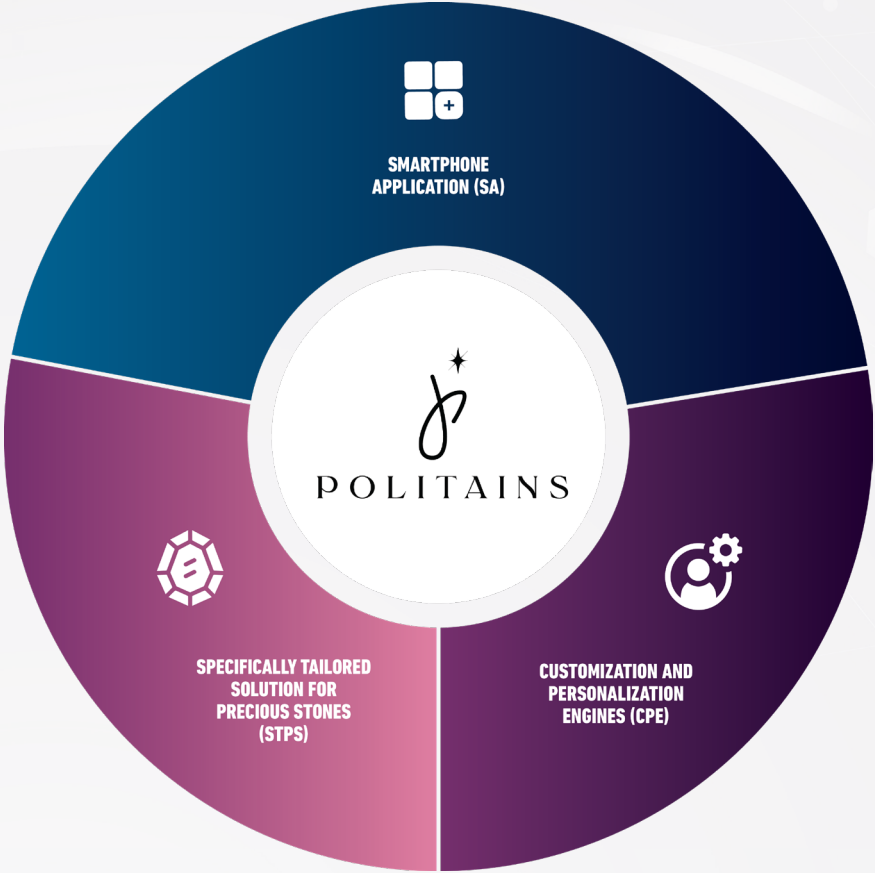 SMARTPHONE
APPLICATION (SA)
POLITAINS
SPECIFICALLY TAILORED
SOLUTION FOR
PRECIOUS STONES
(STPS)
CUSTOMIZATION AND
PERSONALIZATION
ENGINES (CPE)